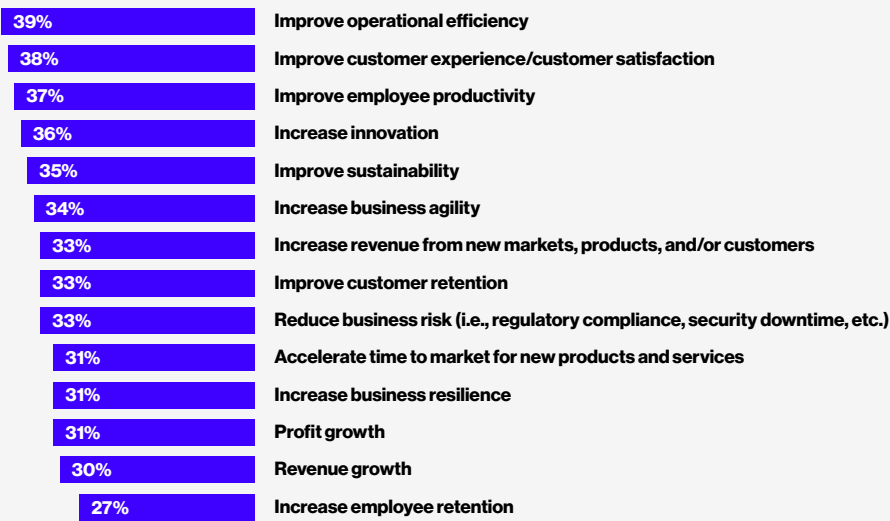 39% Improve operational efficiency
38% Improve customer experience/customer satisfaction
37% Improve employee productivity
36% Increase innovation
35% Improve sustainability
34% Increase business agility
33% Increase revenue from new markets, products, and/or customers
33% Improve customer retention
33% Reduce business risk (i.e., regulatory compliance, security downtime, etc.)
31% Accelerate time to market for new products and services
31% Increase business resilience
31% Profit growth
30% Revenue growth
27% Increase employee retention